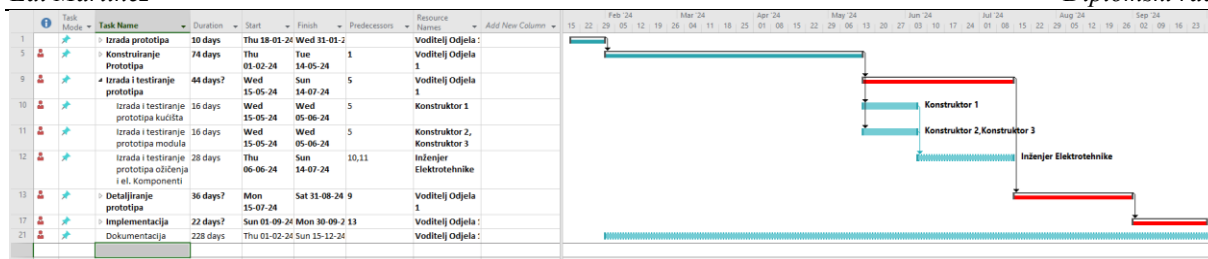 Task Mode Task Name Duration Start Finish Predecessors Resource Names Add New Column
Feb '24 Mar '24 Apr '24 May '24 Jun '24 Jul '24 Aug '24 Sep '24
15 22 29 05 12 19 26 04 11 18 25 01 08 15 22 29 06 13 20 27 03 10 17 24 01 08 15 22 29 05 12 19 26 02 09 16 23
1 Izrada prototipa 10 days Thu 18-01-24 Wed 31-01-2 Voditelj Odjela
5 Konstruiranje Prototipa 74 days Thu 01-02-24 Tue 14-05-24 1 Voditelj Odjela 1
9 Izrada i testiranje prototipa 44 days? Wed 15-05-24 Sun 14-07-24 5 Voditelj Odjela 1
10 Izrada i testiranje prototipa kućišta 16 days Wed 15-05-24 Wed 05-06-24 5 Konstruktor 1
Konstruktor 1
11 Izrada i testiranje prototipa modula 16 days Wed 15-05-24 Wed 05-06-24 5 Konstruktor 2, Konstruktor 3
Konstruktor 2,Konstruktor 3
12 Izrada i testiranje prototipa ožičenja i el. Komponenti 28 days Thu 06-06-24 Sun 14-07-24 10,11 Inženjer Elektrotehnike
Inženjer Elektrotehnike
13 Detaljiranje prototipa 36 days? Mon 15-07-24 Sat 31-08-24 9 Voditelj Odjela 1
17 Implementacija 22 days? Sun 01-09-24 Mon 30-09-2 13 Voditelj Odjela
21 Dokumentacija 228 days Thu 01-02-24 Sun 15-12-24 Voditelj Odjela